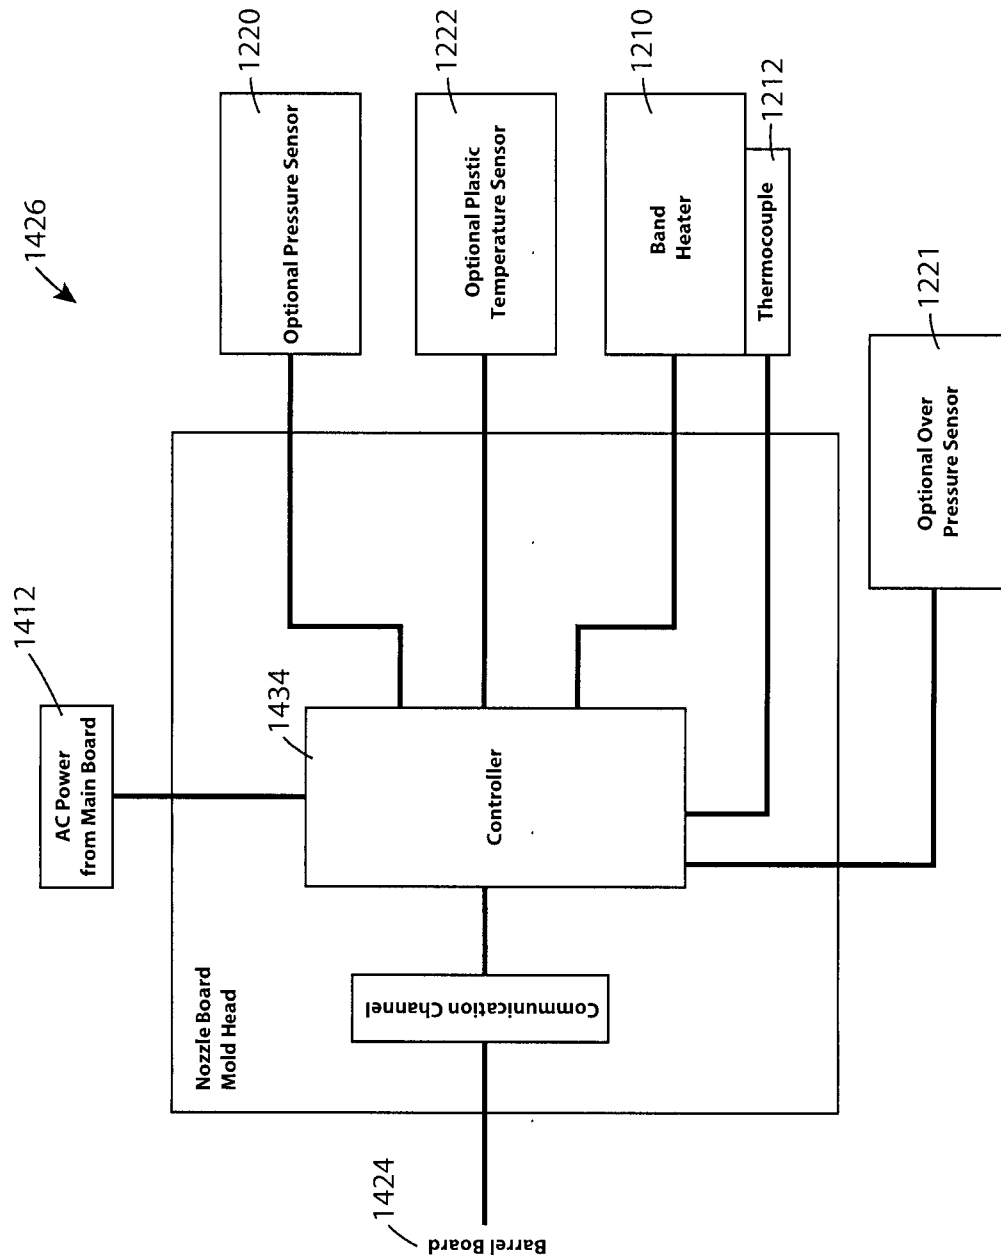 1426
1412
AC Power
from Main Board
1434
Controller
Nozzle Board
Mold Head
Communication Channel
1424
Barrel Board
Optional Pressure Sensor
1220
Optional Plastic
Temperature Sensor
1222
Band
Heater
1210
Thermocouple
1212
Optional Over
Pressure Sensor
1221